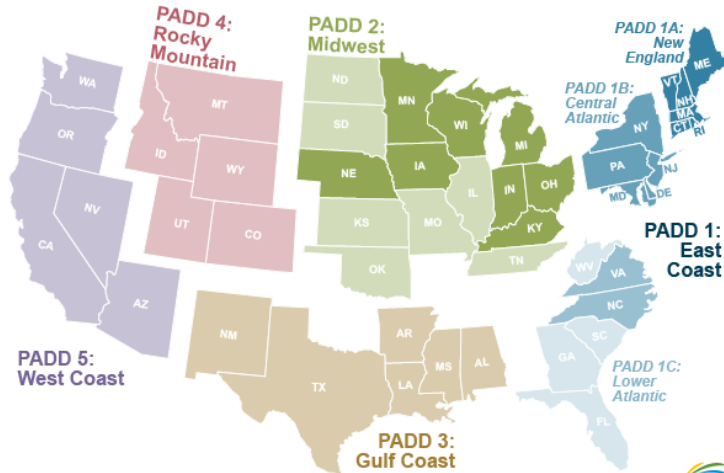 PADD 4:
Rocky
Mountain
PADD 2:
Midwest
PADD 1A:
New
England
PADD 1B:
Central
Atlantic
WA
MT
ND
MN
VT
ME
OR
SD
WI
MI
NH
MA
NY
CT
RI
ID
WY
NE
IA
PA
NJ
NV
IL
IN
OH
MD
DE
UT
CO
KS
MO
KY
CA
PADD 1:
East
Coast
OK
TN
WV
VA
AZ
NC
NM
AR
SC
PADD 5:
West Coast
TX
LA
MS
AL
GA
PADD 1C:
Lower
Atlantic
FL
PADD 3:
Gulf Coast